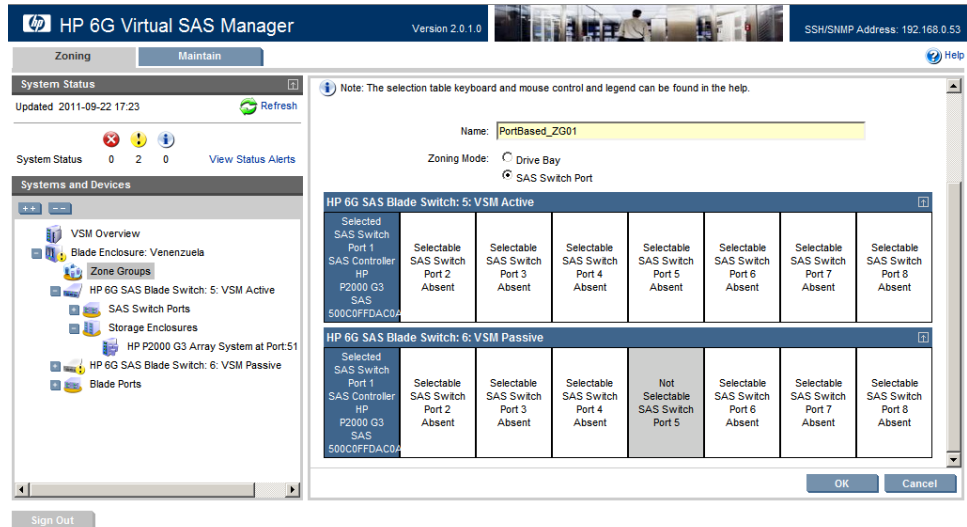 HP 6G Virtual SAS Manager
Version 2.0.1.0
SSH/SNMP Address: 192.168.0.53
Zoning
Maintain
Help
System Status
Updated 2011-09-22 17:23
Refresh
System Status 0 2 0 View Status Alerts
Systems and Devices
VSM Overview
Blade Enclosure: Venenzuela
Zone Groups
HP 6G SAS Blade Switch: 5: VSM Active
SAS Switch Ports
Storage Enclosures
HP P2000 G3 Array System at Port:51
HP 6G SAS Blade Switch: 6: VSM Passive
Blade Ports
Note: The selection table keyboard and mouse control and legend can be found in the help.
Name: PortBased_ZG01
Zoning Mode: Drive Bay
SAS Switch Port
HP 6G SAS Blade Switch: 5: VSM Active
Selected
SAS Switch
Port 1
SAS Controller
HP
P2000 G3
SAS
500C0FFDAC0A
Selectable
SAS Switch
Port 2
Absent
Selectable
SAS Switch
Port 3
Absent
Selectable
SAS Switch
Port 4
Absent
Selectable
SAS Switch
Port 5
Absent
Selectable
SAS Switch
Port 6
Absent
Selectable
SAS Switch
Port 7
Absent
Selectable
SAS Switch
Port 8
Absent
HP 6G SAS Blade Switch: 6: VSM Passive
Selected
SAS Switch
Port 1
SAS Controller
HP
P2000 G3
SAS
500C0FFDAC0A
Selectable
SAS Switch
Port 2
Absent
Selectable
SAS Switch
Port 3
Absent
Selectable
SAS Switch
Port 4
Absent
Not
Selectable
SAS Switch
Port 5
Selectable
SAS Switch
Port 6
Absent
Selectable
SAS Switch
Port 7
Absent
Selectable
SAS Switch
Port 8
Absent
OK
Cancel
Sign Out